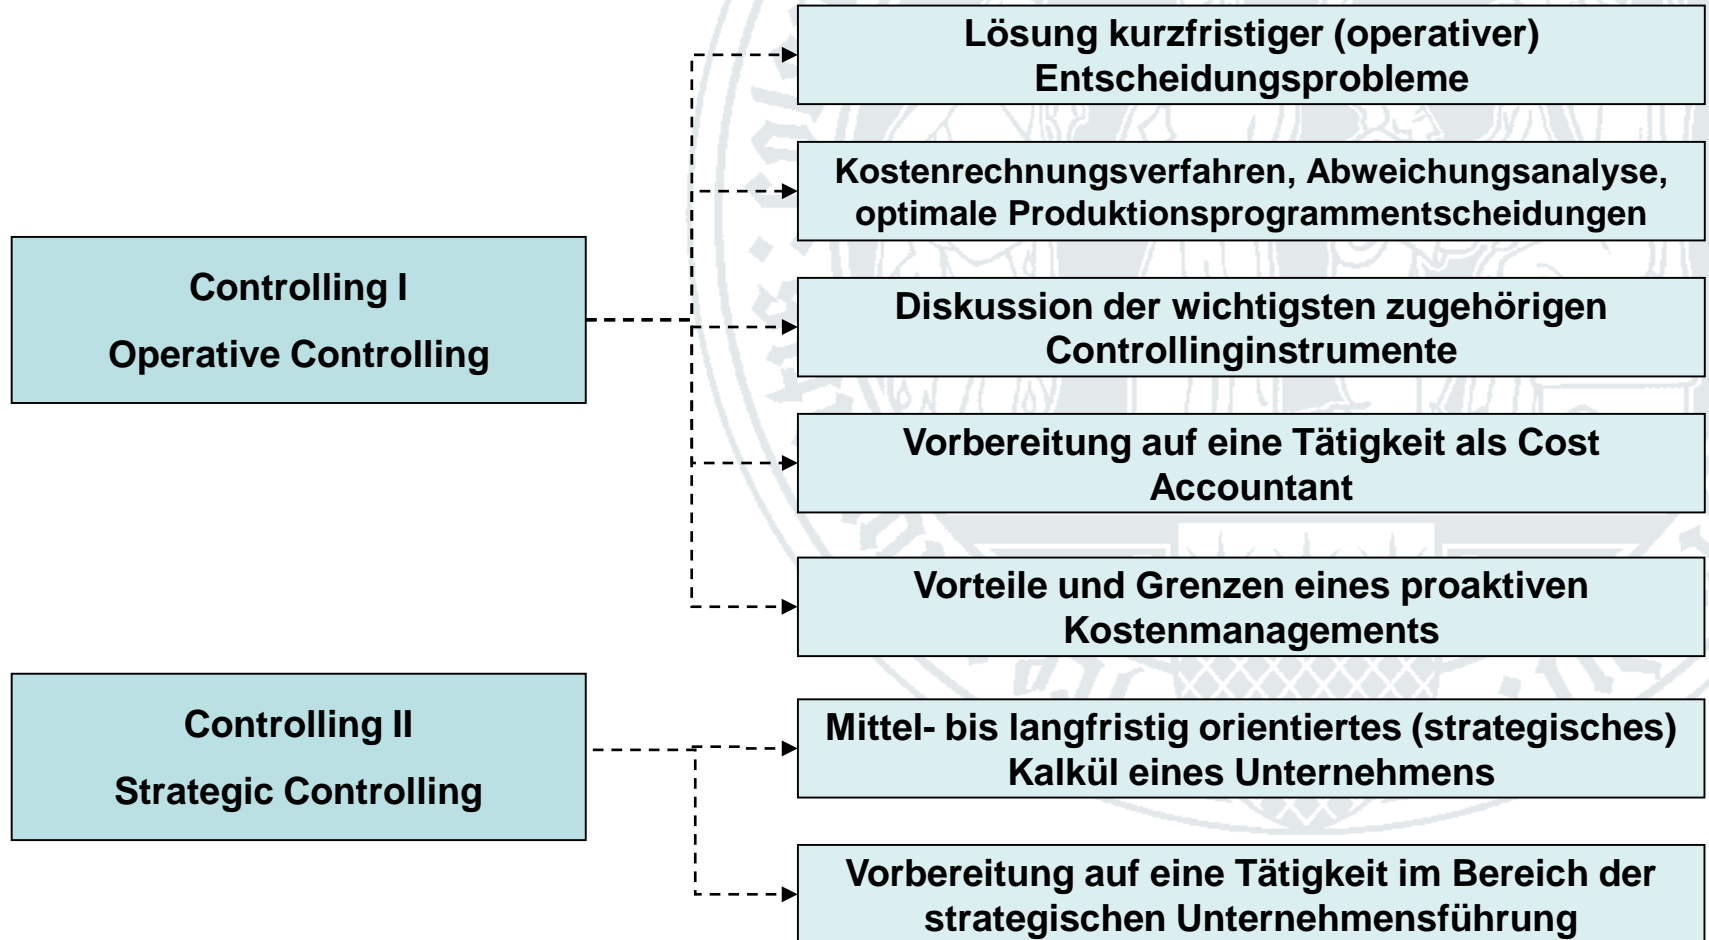 Lösung kurzfristiger (operativer)
Entscheidungsprobleme
Kostenrechnungsverfahren, Abweichungsanalyse,
optimale Produktionsprogrammentscheidungen
Controlling I
Operative Controlling
Diskussion der wichtigsten zugehörigen
Controllinginstrumente
Vorbereitung auf eine Tätigkeit als Cost
Accountant
Vorteile und Grenzen eines proaktiven
Kostenmanagements
Controlling II
Strategic Controlling
Mittel- bis langfristig orientiertes (strategisches)
Kalkül eines Unternehmens
Vorbereitung auf eine Tätigkeit im Bereich der
strategischen Unternehmensführung